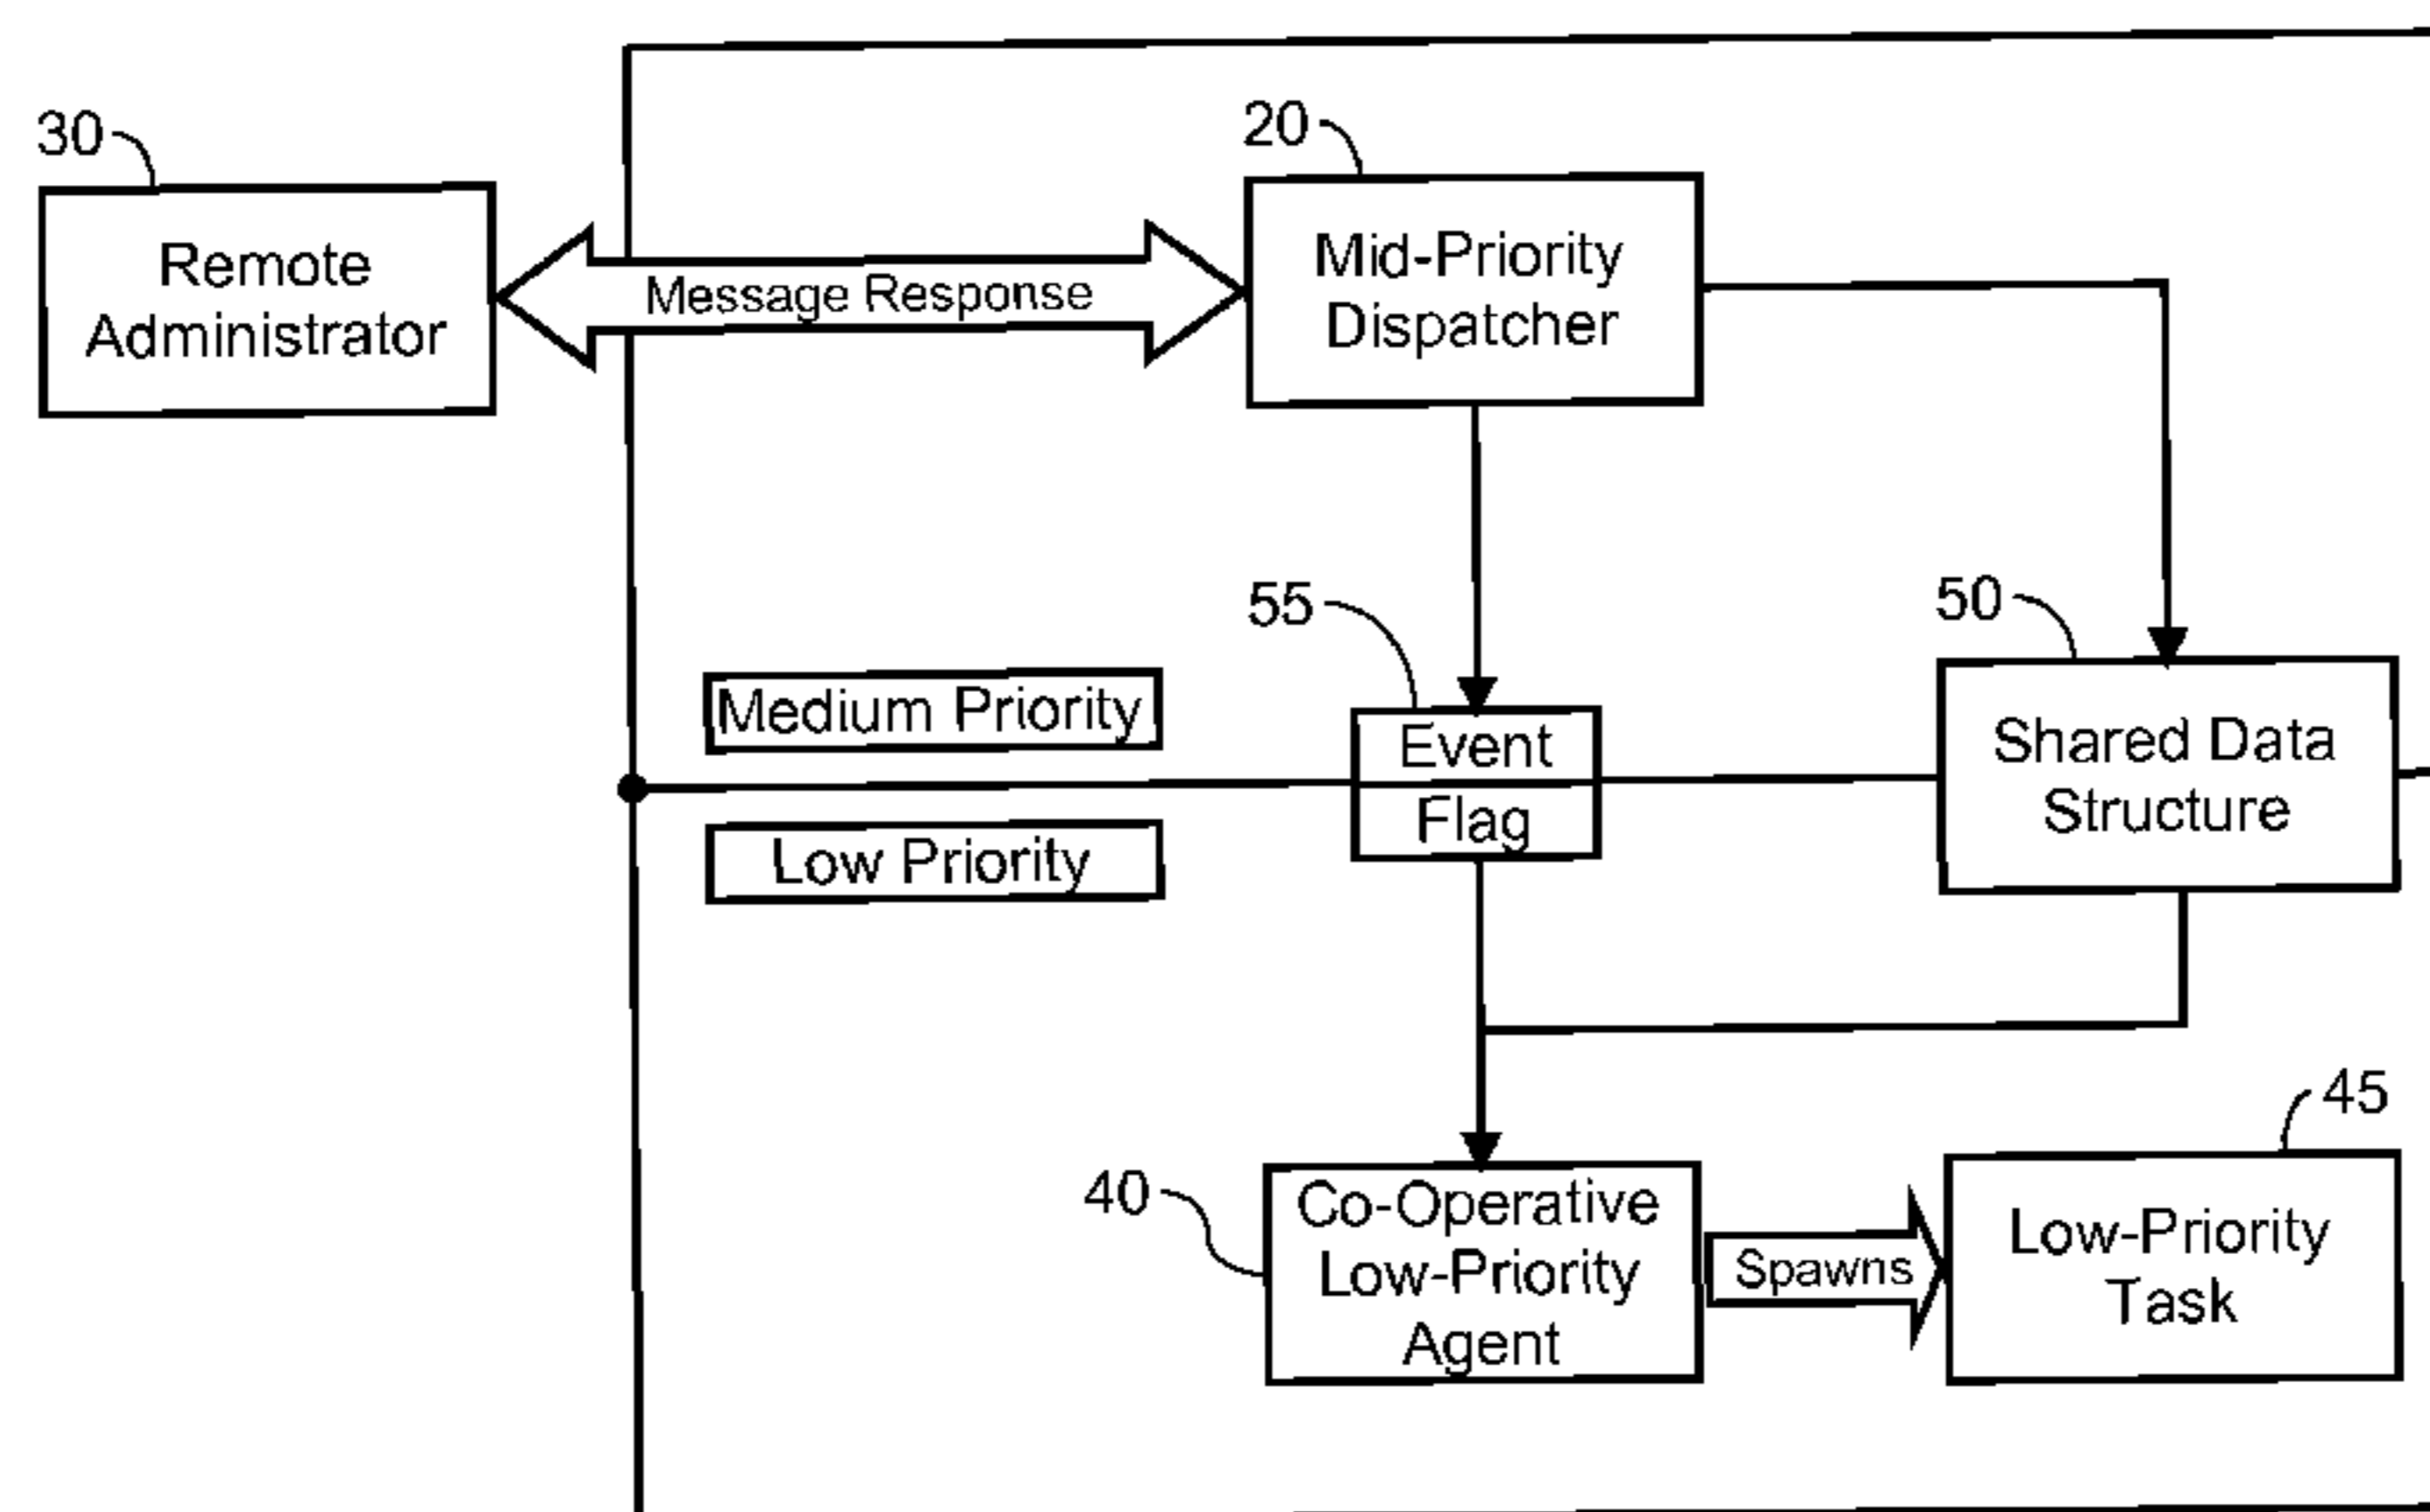 30
20
Remote
Administrator
Message Response
Mid-Priority
Dispatcher
55
50
Medium Priority
Event
Flag
Shared Data
Structure
Low Priority
45
40
Co-Operative
Low-Priority
Agent
Spawns
Low-Priority
Task